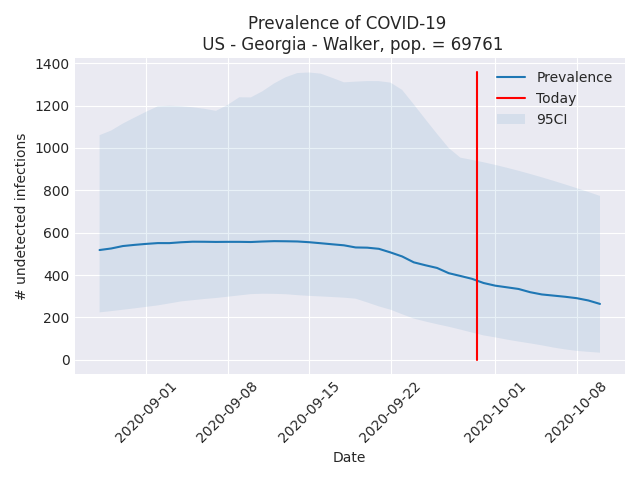 Prevalence of COVID-19
US - Georgia - Walker, pop. = 69761
1400
1200
1000
800
600
400
200
0
# undetected infections
Prevalence
Today
95CI
2020-09-01
2020-09-08
2020-09-15
2020-09-22
2020-10-01
2020-10-08
Date